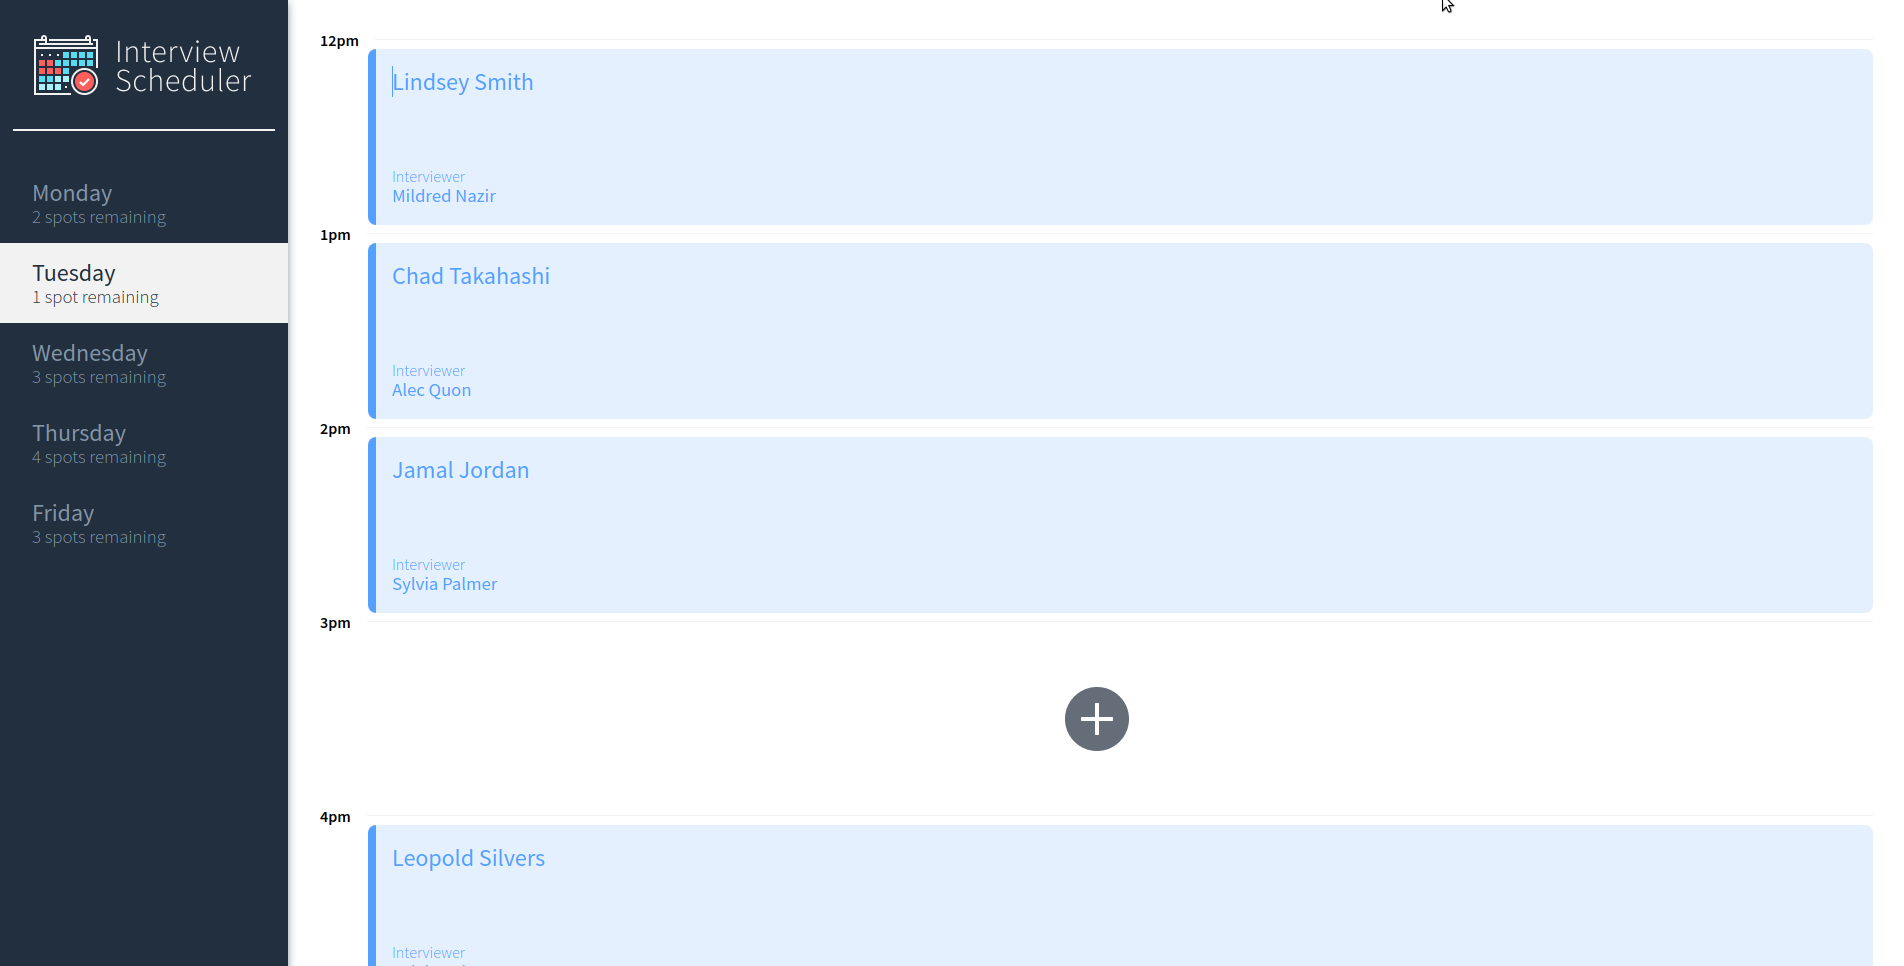 Interview
Scheduler
Monday
2 spots remaining
Tuesday
1 spot remaining
Wednesday
3 spots remaining
Thursday
4 spots remaining
Friday
3 spots remaining
12pm
Lindsey Smith
Interviewer
Mildred Nazir
1pm
Chad Takahashi
Interviewer
Alec Quon
2pm
Jamal Jordan
Interviewer
Sylvia Palmer
3pm
4pm
Leopold Silvers
Interviewer